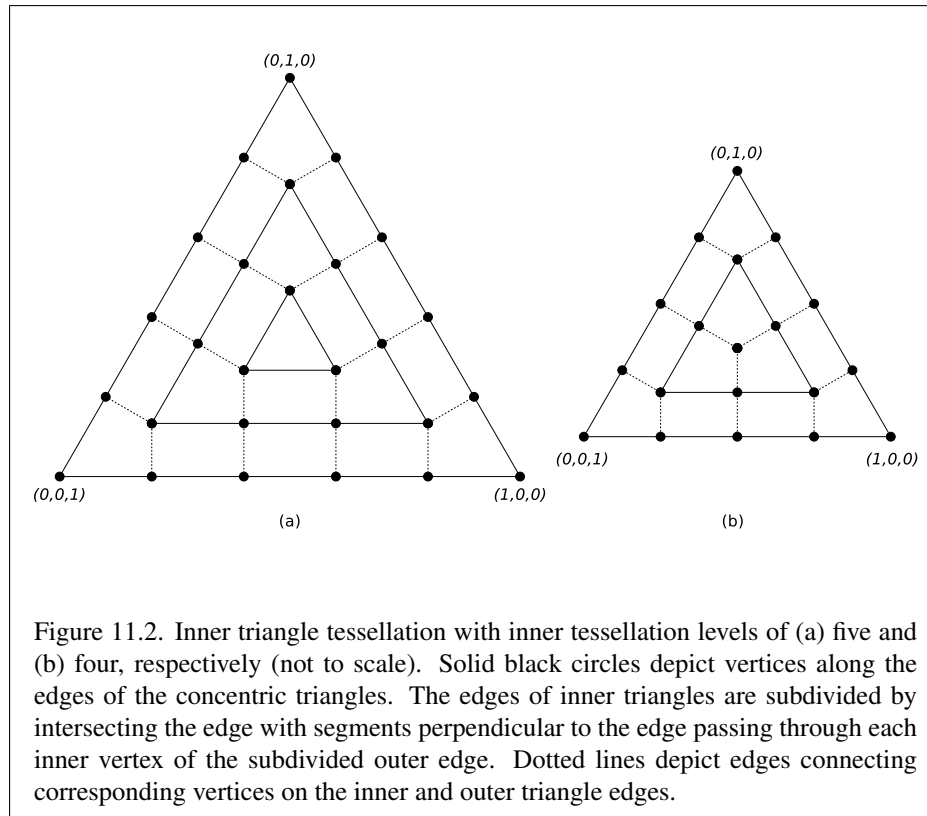 (0,1,0)
(0,1,0)
(0,0,1)
(1,0,0)
(0,0,1)
(1,0,0)
(a)
(b)
Figure 11.2. Inner triangle tessellation with inner tessellation levels of (a) five and
(b) four, respectively (not to scale). Solid black circles depict vertices along the
edges of the concentric triangles. The edges of inner triangles are subdivided by
intersecting the edge with segments perpendicular to the edge passing through each
inner vertex of the subdivided outer edge. Dotted lines depict edges connecting
corresponding vertices on the inner and outer triangle edges.